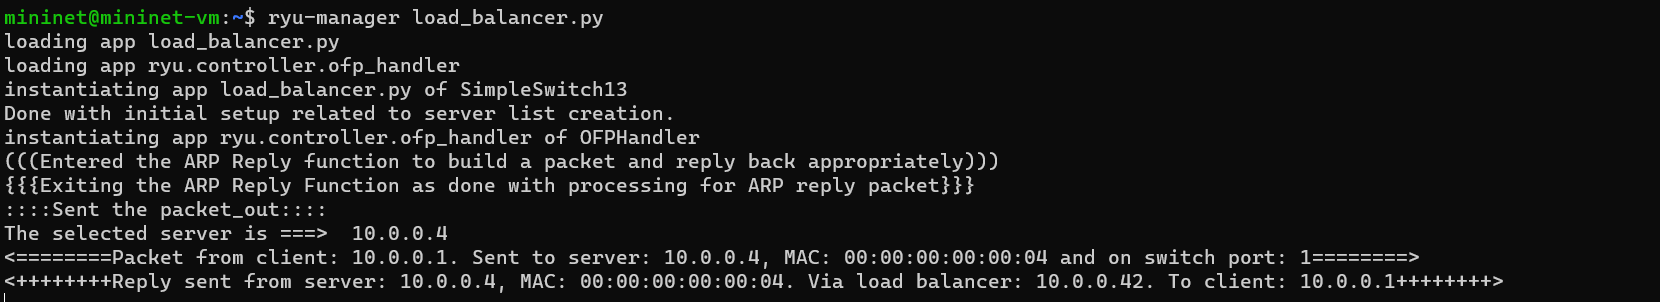 mininet@mininet-vm:~$ ryu-manager load_balancer.py
loading app load_balancer.py
loading app ryu.controller.ofp_handler
instantiating app load_balancer.py of SimpleSwitch13
Done with initial setup related to server list creation.
instantiating app ryu.controller.ofp_handler of OFPHandler
(((Entered the ARP Reply function to build a packet and reply back appropriately)))
{{{Exiting the ARP Reply Function as done with processing for ARP reply packet}}}
::::Sent the packet_out::::
The selected server is ===>  10.0.0.4
<========Packet from client: 10.0.0.1. Sent to server: 10.0.0.4, MAC: 00:00:00:00:00:04 and on switch port: 1========>
<++++++++Reply sent from server: 10.0.0.4, MAC: 00:00:00:00:00:04. Via load balancer: 10.0.0.42. To client: 10.0.0.1++++++++>